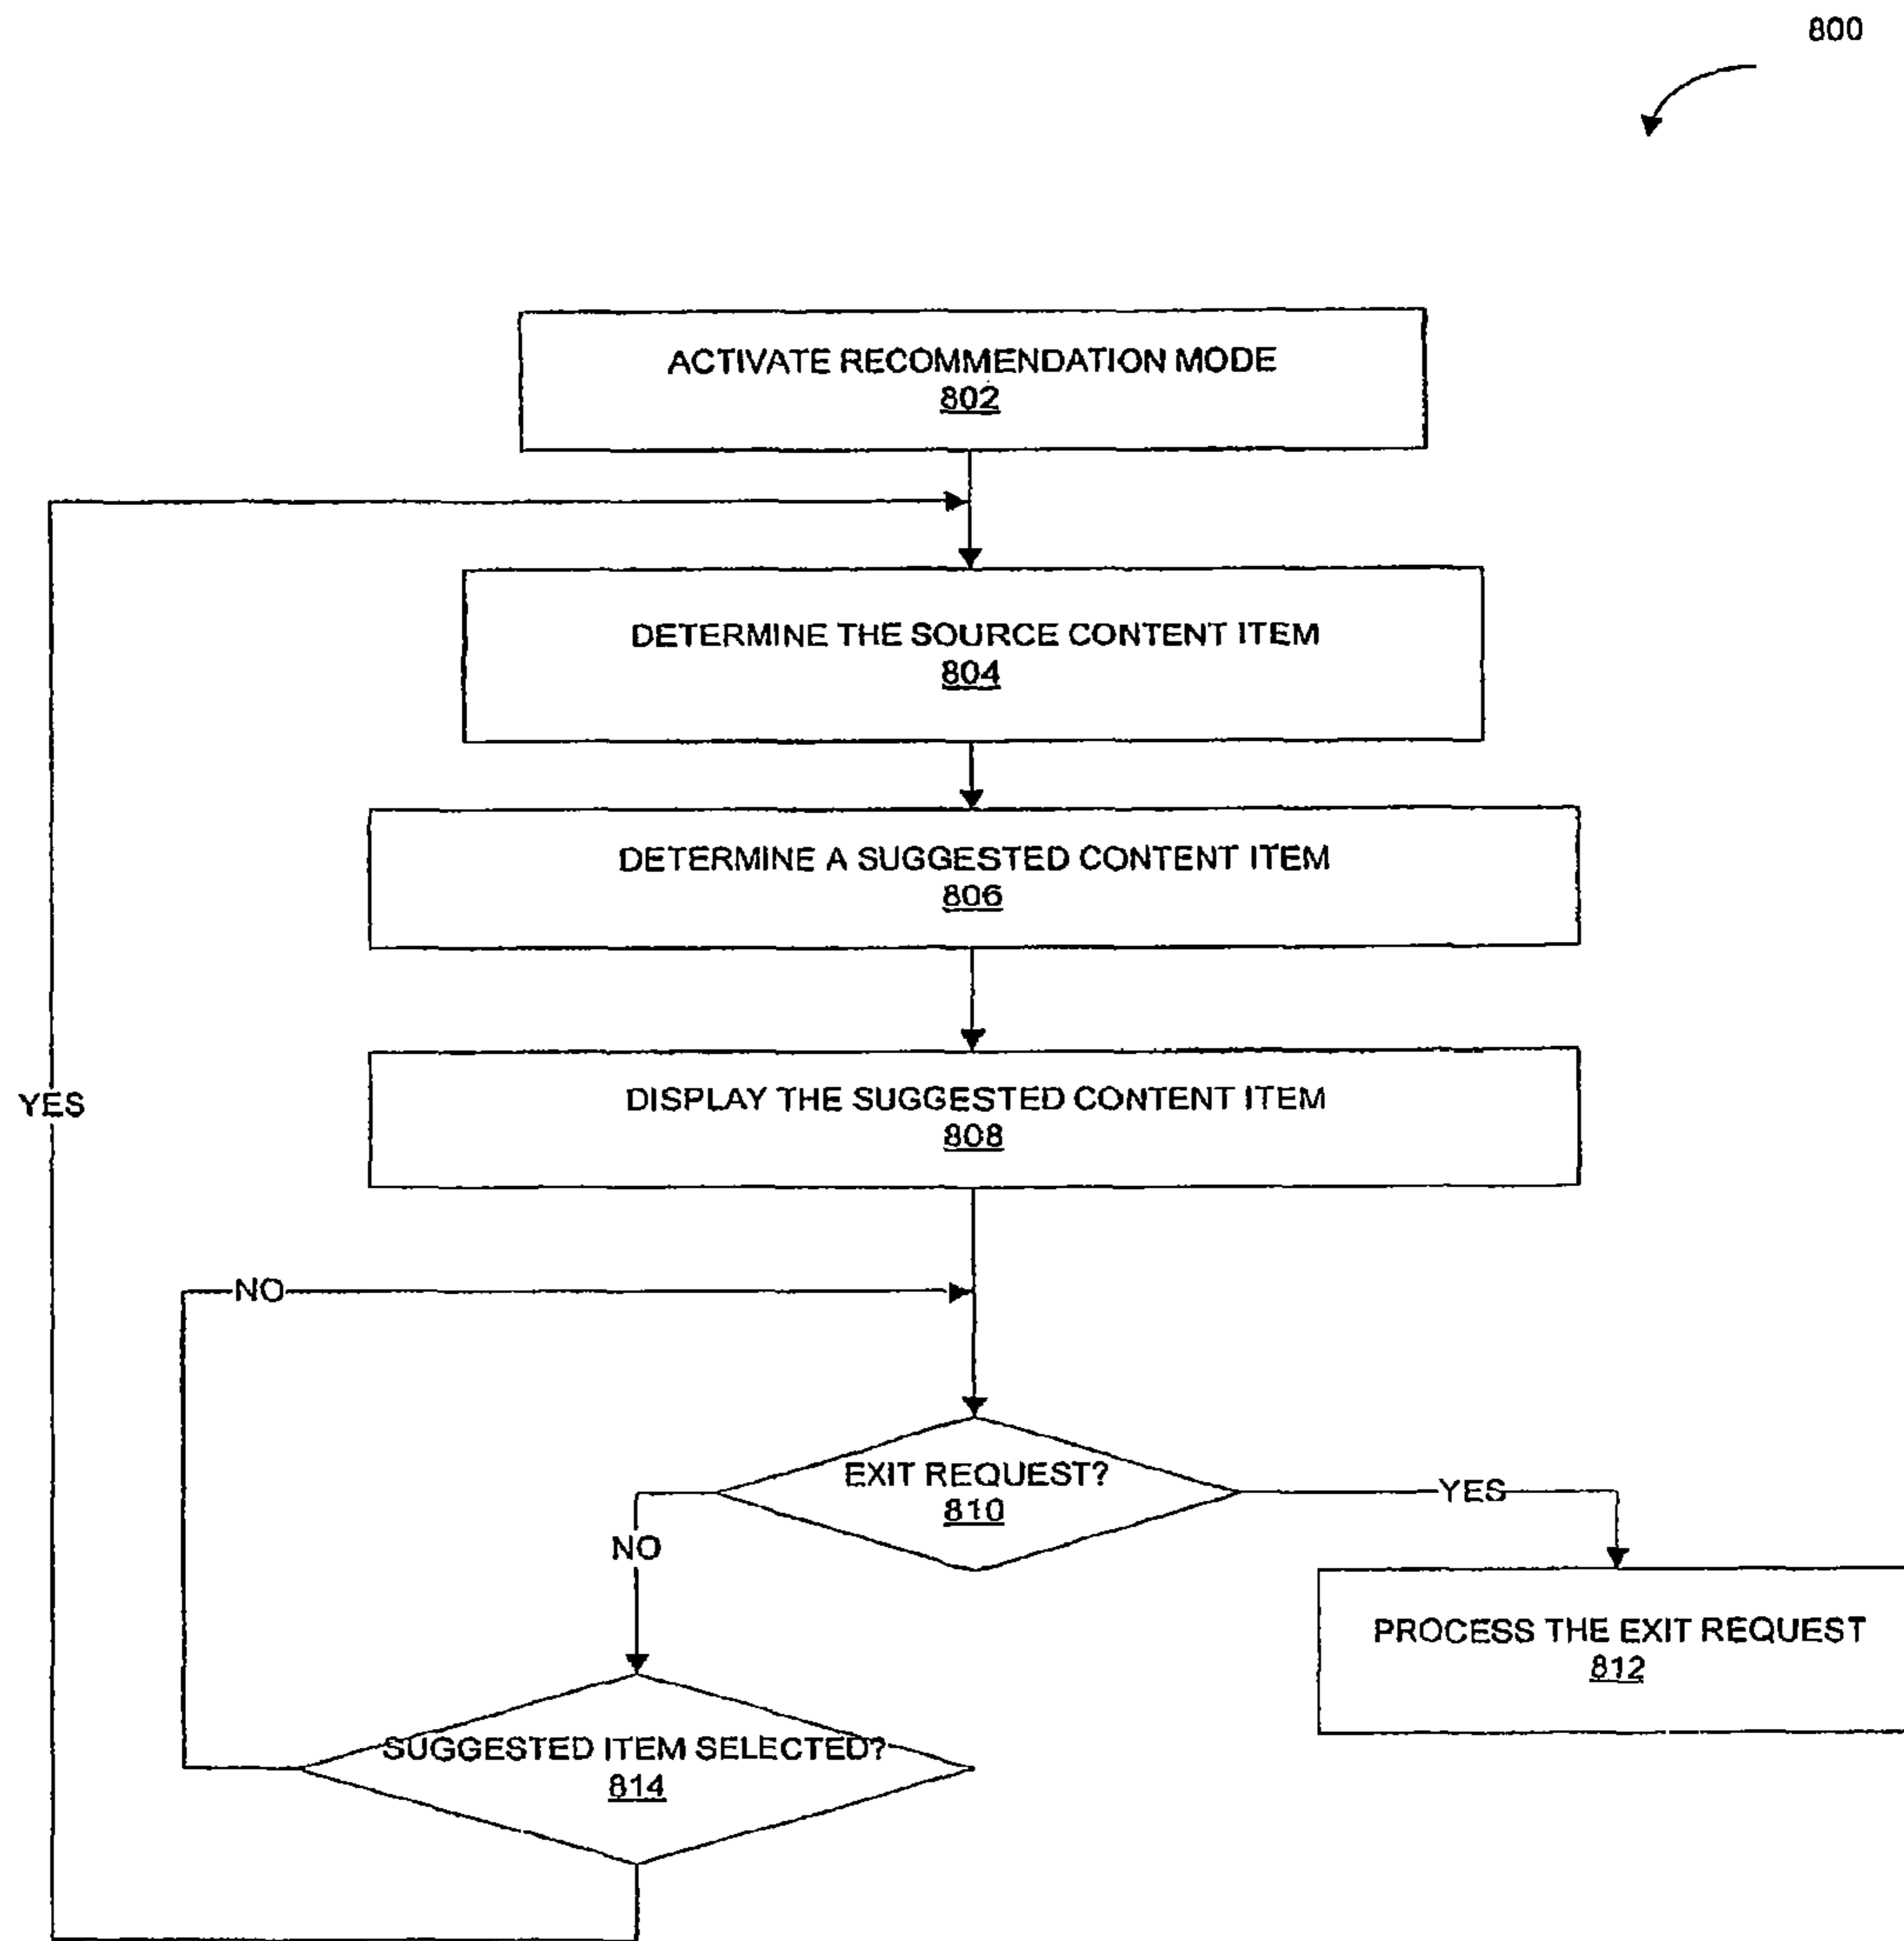 800
ACTIVATE RECOMMENDATION MODE
802
DETERMINE THE SOURCE CONTENT ITEM
804
DETERMINE A SUGGESTED CONTENT ITEM
806
DISPLAY THE SUGGESTED CONTENT ITEM
808
YES
NO
EXIT REQUEST?
810
YES
NO
PROCESS THE EXIT REQUEST
812
SUGGESTED ITEM SELECTED?
814